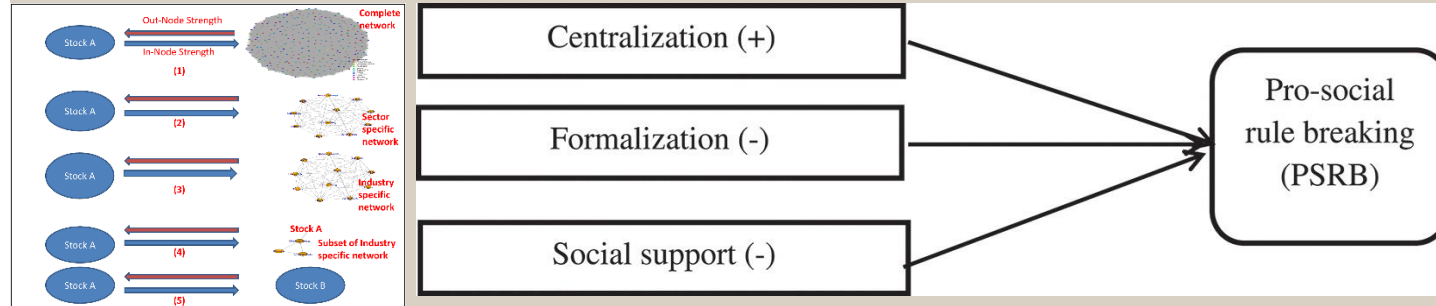 Out-Node Strength
Complete
network
Stock A
In-Node Strength
(1)
Stock A
(2)
Sector
specific
network
Stock A
(3)
Industry
specific
network
Stock A
Stock A
Subset of Industry
specific network
(4)
Stock A
Stock B
(5)
Centralization (+)
Formalization (-)
Social support (-)
Pro-social
rule breaking
(PSRB)